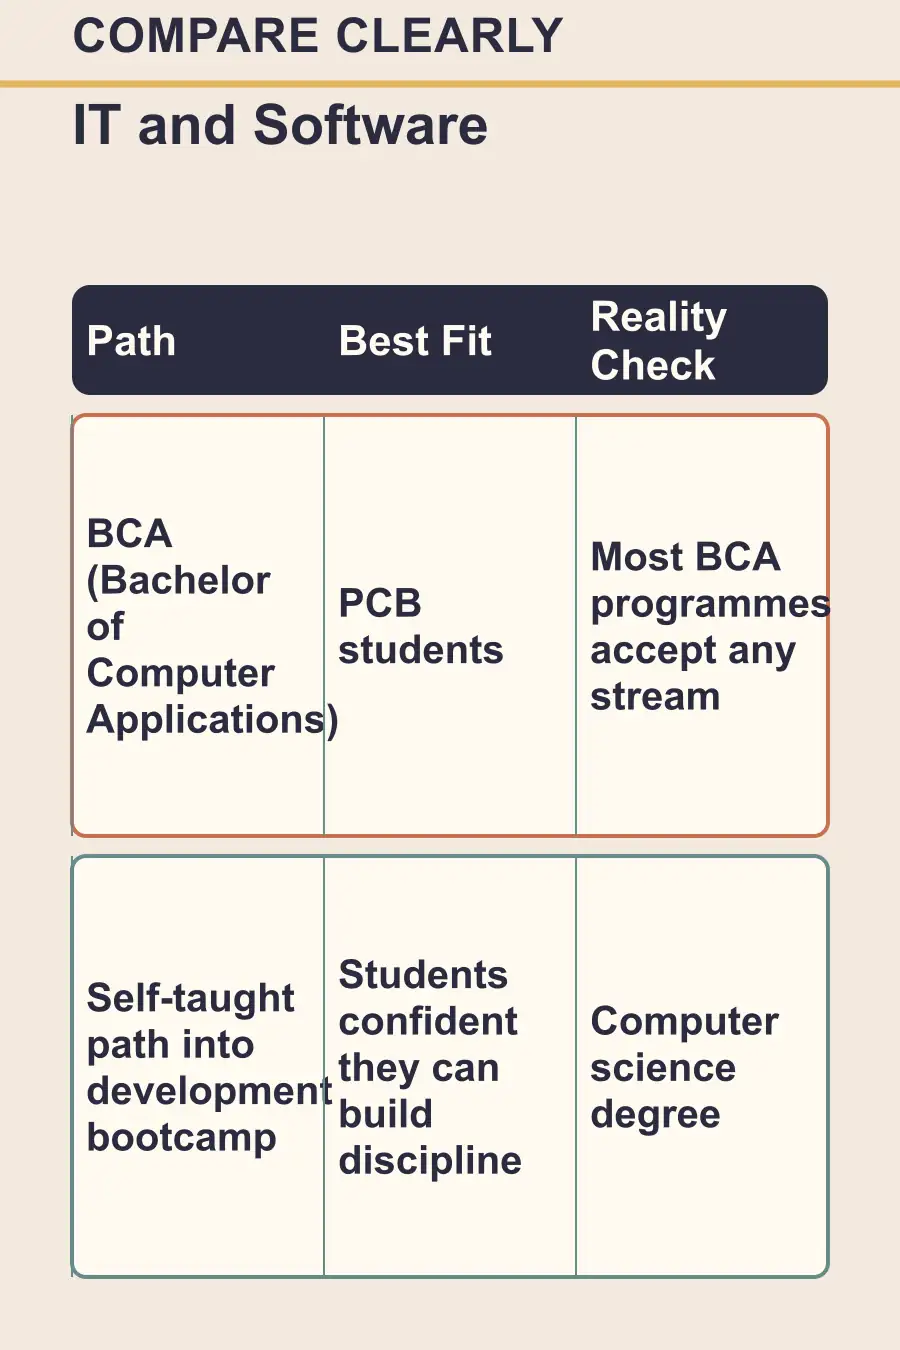 COMPARE CLEARLY
IT and Software
Path
Best Fit
Reality
Check
BCA
(Bachelor
of
Computer
Applications)
PCB
students
Most BCA
programmes
accept any
stream
Self-taught
path into
development
bootcamp
Students
confident
they can
build
discipline
Computer
science
degree